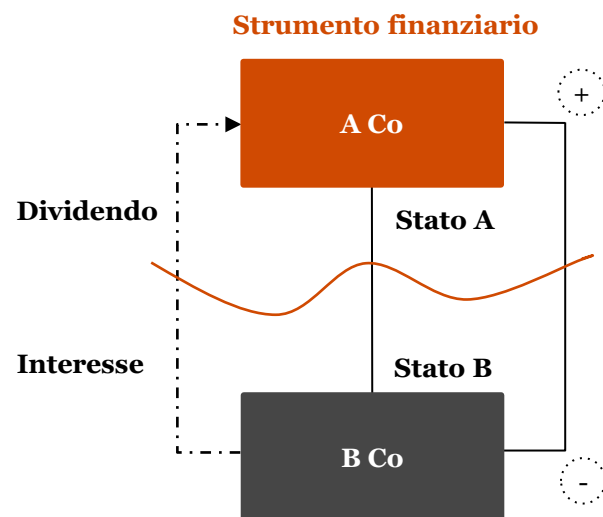 Strumento finanziario
+
A Co
Dividendo
Stato A
Interesse
Stato B
B Co
-